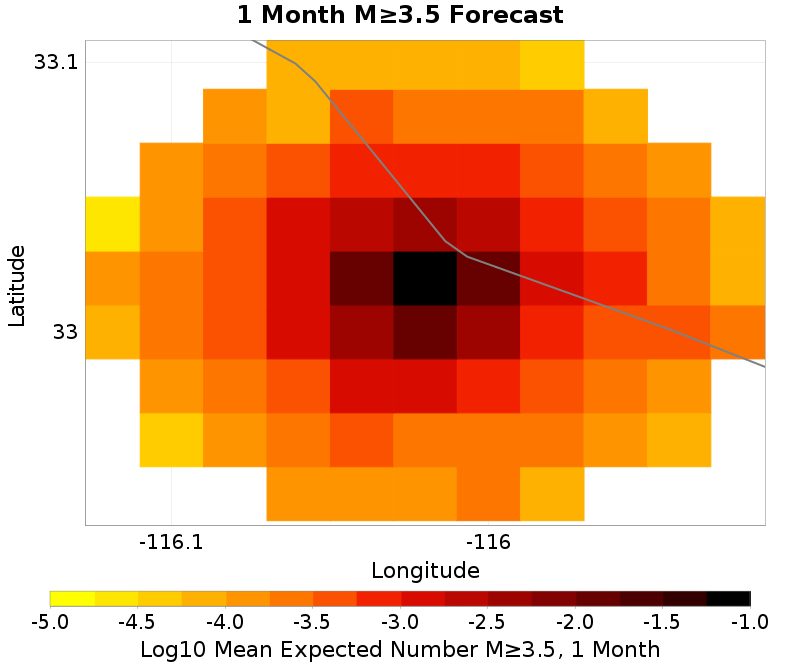 1 Month M≥3.5 Forecast
33.1
33
Latitude
-116.1 -116
Longitude
-5.0 -4.5 -4.0 -3.5 -3.0 -2.5 -2.0 -1.5 -1.0
Log10 Mean Expected Number M≥3.5, 1 Month